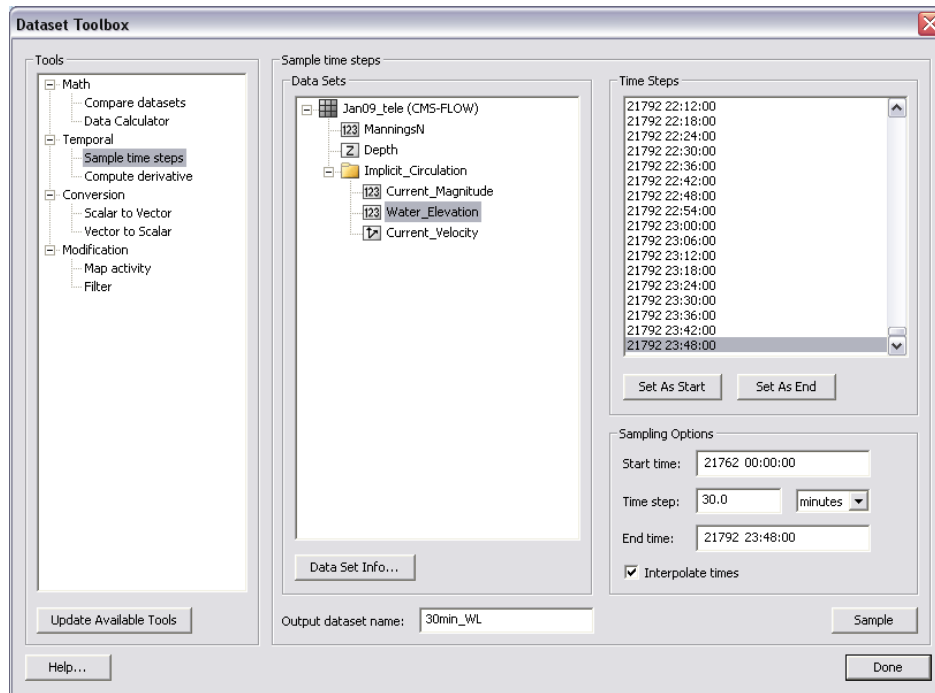 Dataset Toolbox
Tools
Math
Compare datasets
Data Calculator
Temporal
Sample time steps
Compute derivative
Conversion
Scalar to Vector
Vector to Scalar
Modification
Map activity
Filter
Update Available Tools
Help...
Sample time steps
Data Sets
Jan09_tele (CMS-FLOW)
123 ManningsN
Z Depth
Implicit_Circulation
123 Current_Magnitude
123 Water_Elevation
Current_Velocity
Data Set Info...
Output dataset name: 30min_WL
Time Steps
21792 22:12:00
21792 22:18:00
21792 22:24:00
21792 22:30:00
21792 22:36:00
21792 22:42:00
21792 22:48:00
21792 22:54:00
21792 23:00:00
21792 23:06:00
21792 23:12:00
21792 23:18:00
21792 23:24:00
21792 23:30:00
21792 23:36:00
21792 23:42:00
21792 23:48:00
Set As Start Set As End
Sampling Options
Start time: 21762 00:00:00
Time step: 30.0 minutes
End time: 21792 23:48:00
Interpolate times
Sample
Done